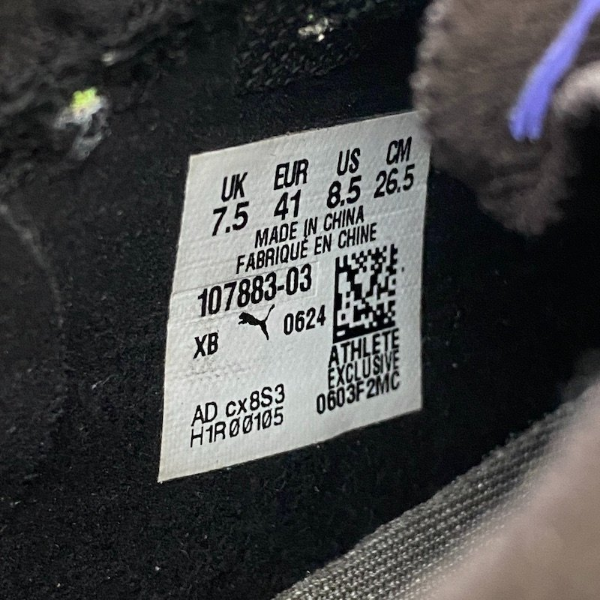 UK EUR US CM
7.5 41 8.5 26.5
MADE IN CHINA
FABRIQUÉ EN CHINE
107883-03
XB 0624
ATHLETE
EXCLUSIVE
0603F2MC
AD cx8S3
H1R00105